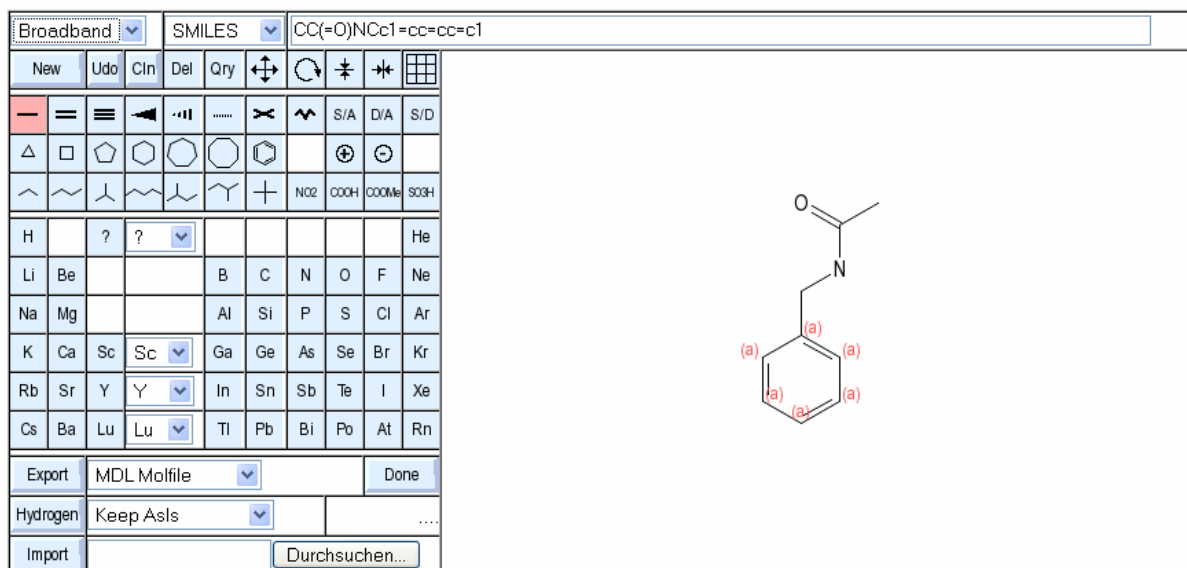 Broadband SMILES CC(=O)NCc1=cc=cc=c1
New Udo Cln Del Qry
S/A D/A S/D
NO2 COOH COOMe SO3H
H ? ? He
Li Be B C N O F Ne
Na Mg Al Si P S Cl Ar
K Ca Sc Sc Ga Ge As Se Br Kr
Rb Sr Y Y In Sn Sb Te I Xe
Cs Ba Lu Lu Tl Pb Bi Po At Rn
Export MDL Molfile Done
Hydrogen Keep AsIs ....
Import Durchsuchen...
O
N
(a)
(a) (a)
(a) (a)
(a)